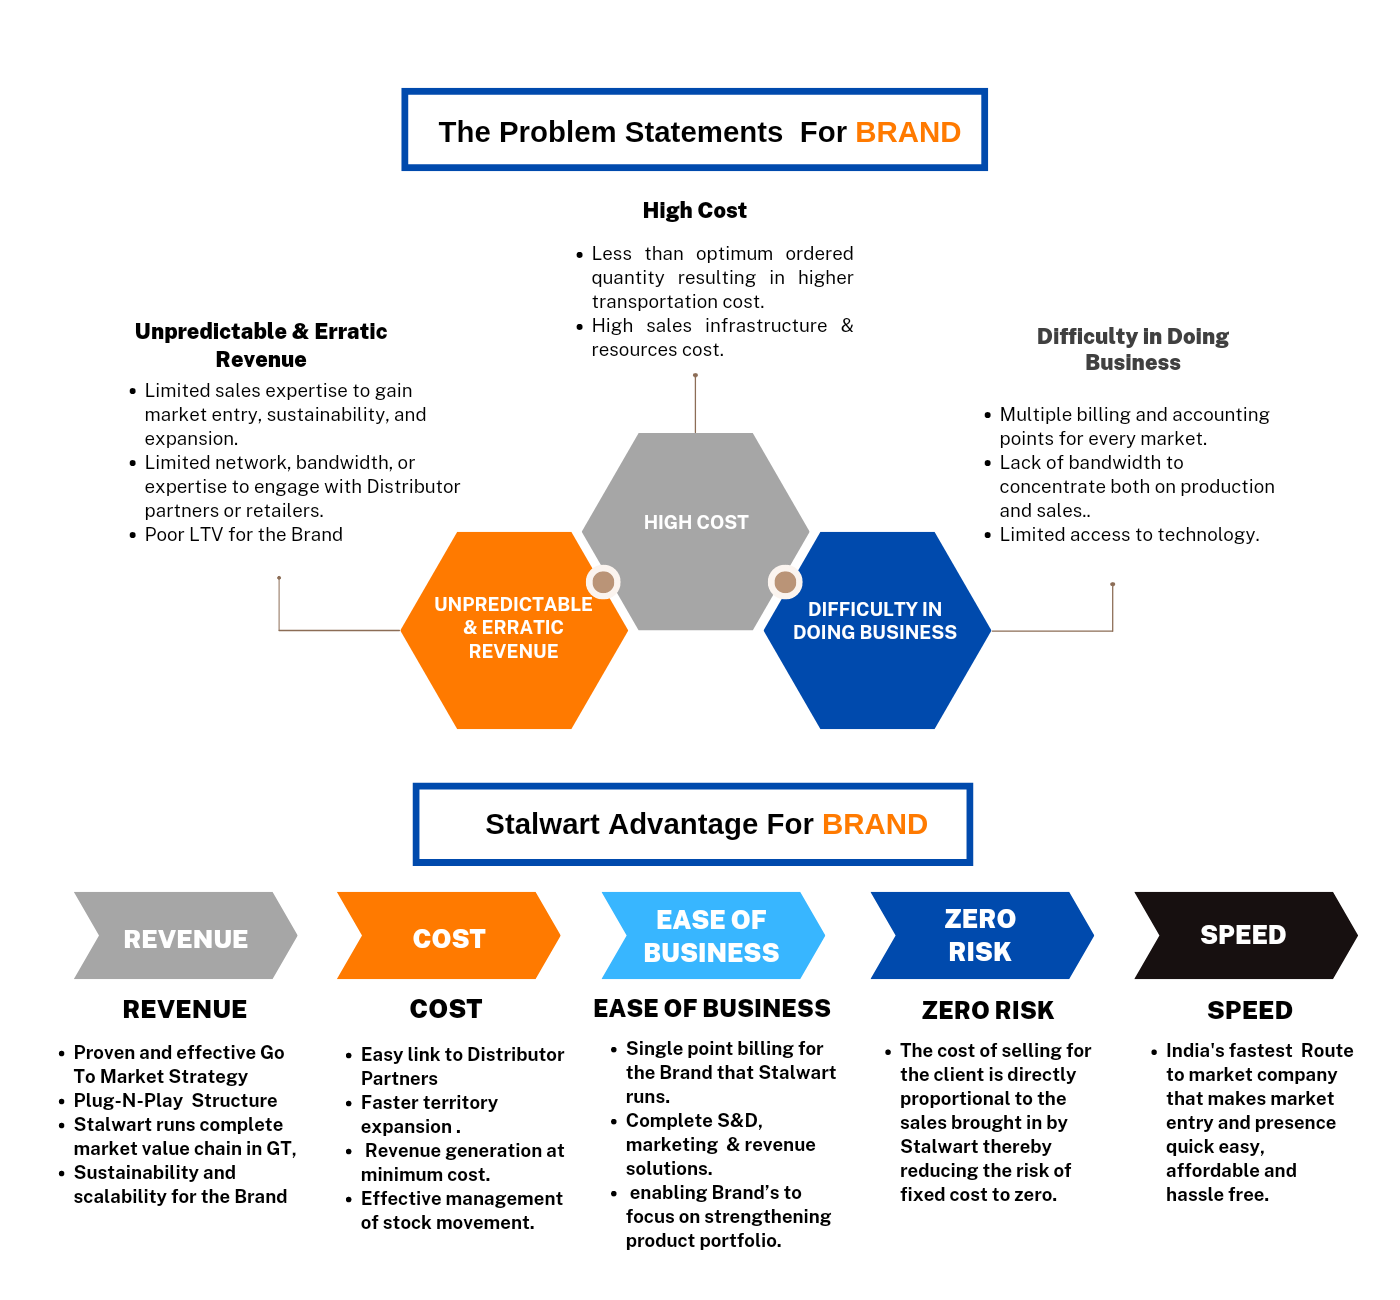 The Problem Statements  For BRAND
High Cost
• Less than optimum ordered
quantity resulting in higher
transportation cost.
• High sales infrastructure &
resources cost.
Unpredictable & Erratic
Revenue
• Limited sales expertise to gain
market entry, sustainability, and
expansion.
• Limited network, bandwidth, or
expertise to engage with Distributor
partners or retailers.
• Poor LTV for the Brand
Difficulty in Doing
Business
• Multiple billing and accounting
points for every market.
• Lack of bandwidth to
concentrate both on production
and sales..
• Limited access to technology.
HIGH COST
UNPREDICTABLE
& ERRATIC
REVENUE
DIFFICULTY IN
DOING BUSINESS
Stalwart Advantage For BRAND
REVENUE
COST
EASE OF
BUSINESS
ZERO
RISK
SPEED
REVENUE
• Proven and effective Go
To Market Strategy
• Plug-N-Play  Structure
• Stalwart runs complete
market value chain in GT,
• Sustainability and
scalability for the Brand
COST
• Easy link to Distributor
Partners
• Faster territory
expansion .
•  Revenue generation at
minimum cost.
• Effective management
of stock movement.
EASE OF BUSINESS
• Single point billing for
the Brand that Stalwart
runs.
• Complete S&D,
marketing  & revenue
solutions.
•  enabling Brand’s to
focus on strengthening
product portfolio.
ZERO RISK
• The cost of selling for
the client is directly
proportional to the
sales brought in by
Stalwart thereby
reducing the risk of
fixed cost to zero.
SPEED
• India's fastest  Route
to market company
that makes market
entry and presence
quick easy,
affordable and
hassle free.